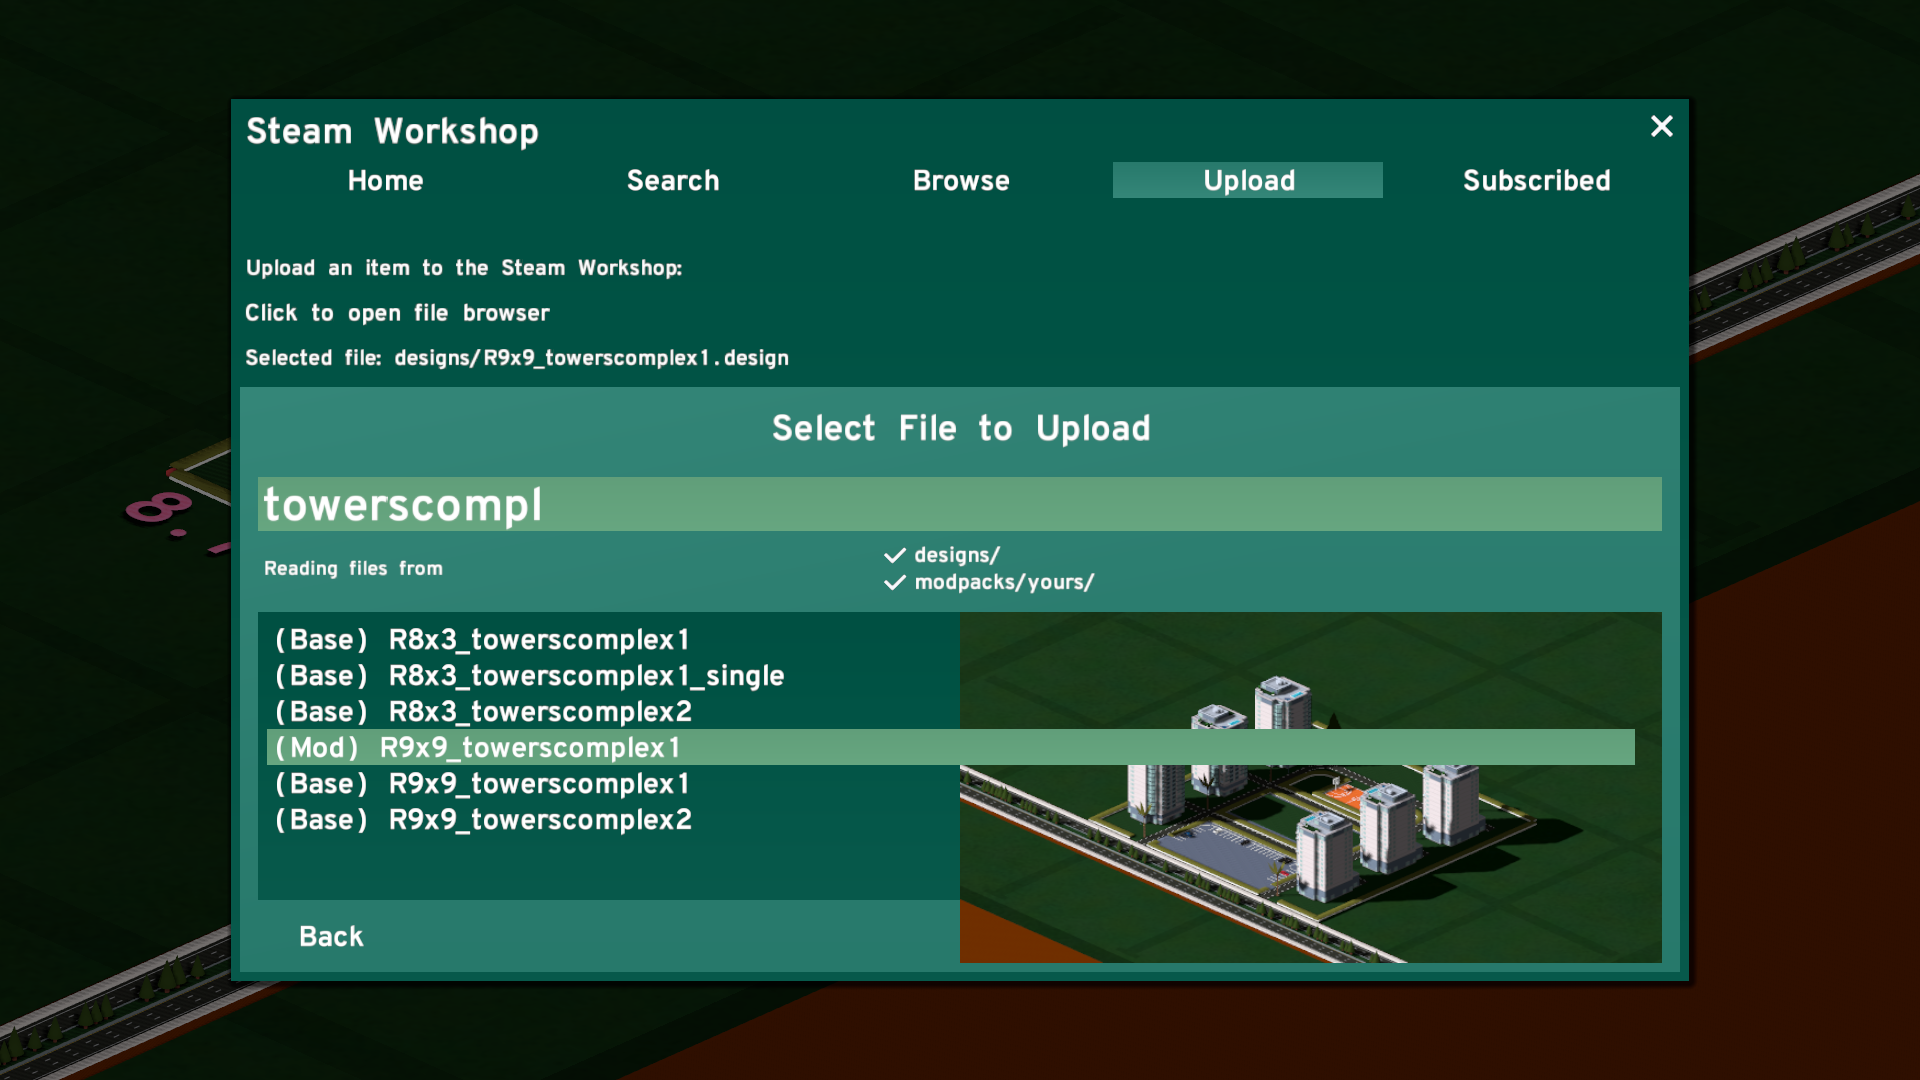 Steam Workshop
Home Search Browse Upload Subscribed
Upload an item to the Steam Workshop:
Click to open file browser
Selected file: designs/R9x9_towerscomplex1.design
Select File to Upload
towerscompl
Reading files from
designs/
modpacks/yours/
(Base) R8x3_towerscomplex1
(Base) R8x3_towerscomplex1_single
(Base) R8x3_towerscomplex2
(Mod) R9x9_towerscomplex1
(Base) R9x9_towerscomplex1
(Base) R9x9_towerscomplex2
Back